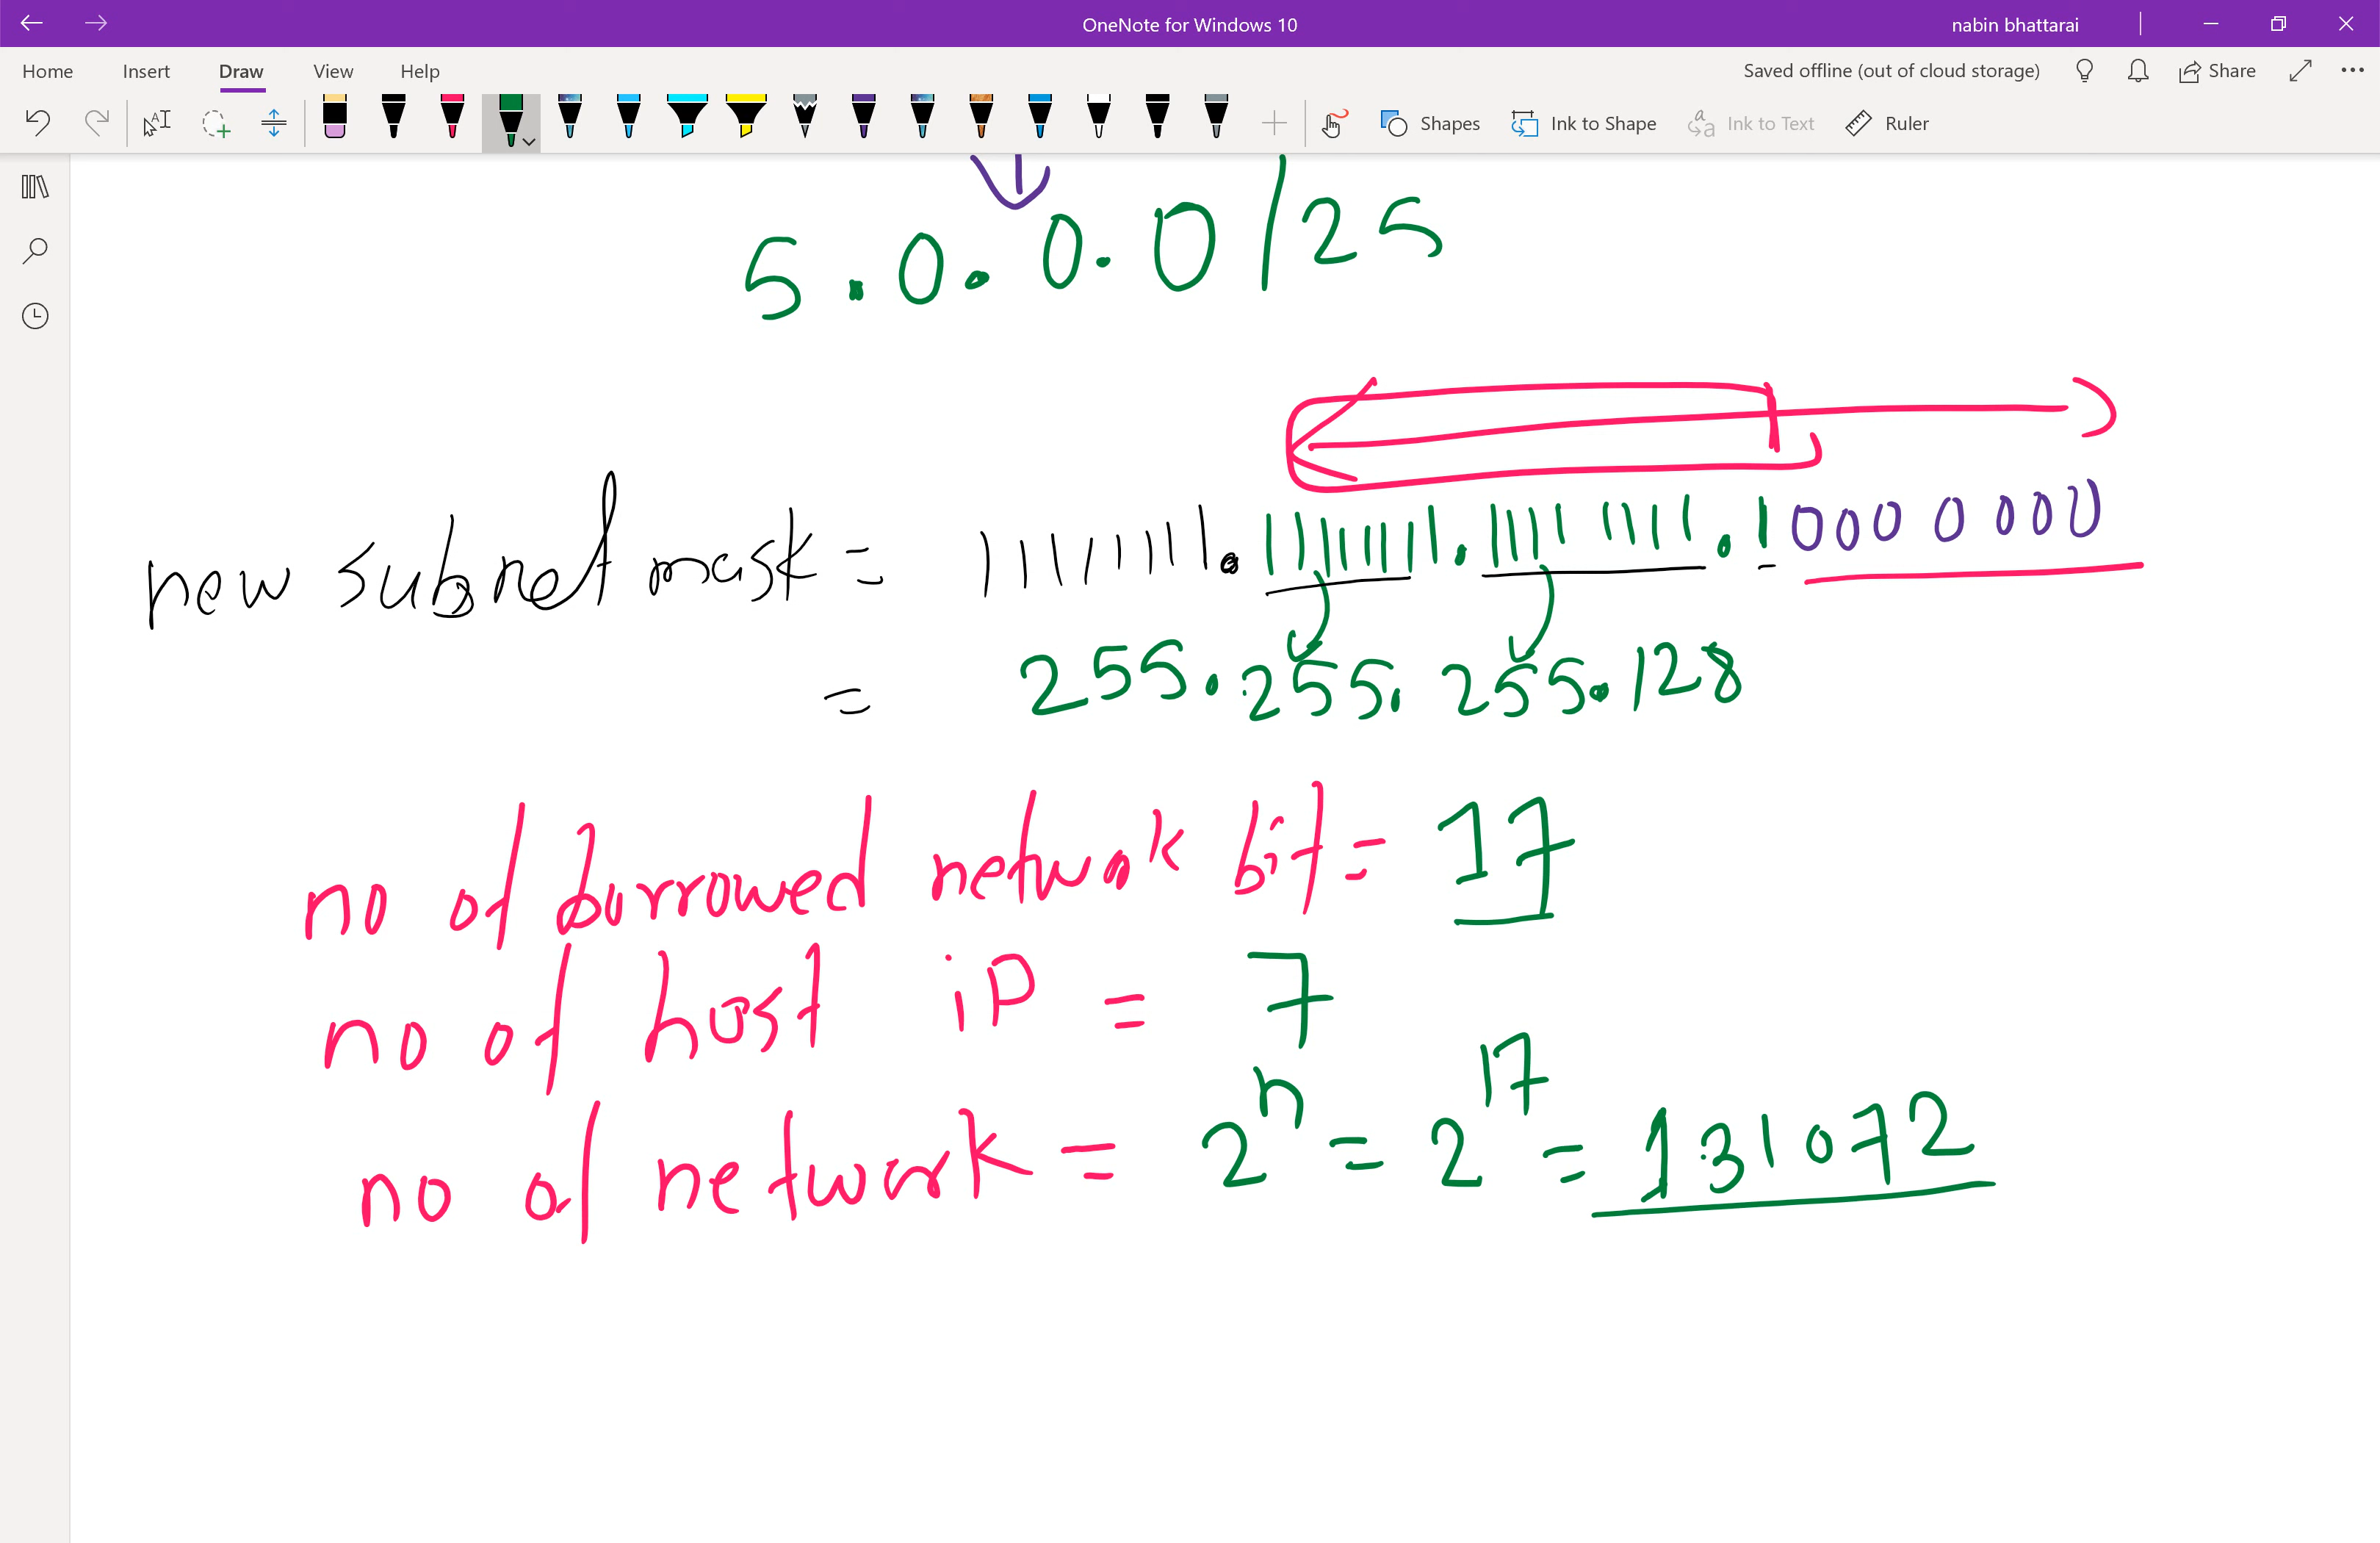 OneNote for Windows 10
nabin bhattarai
Home Insert Draw View Help
Saved offline (out of cloud storage)
Share
Shapes Ink to Shape Ink to Text Ruler
5.0.0.0/25
new subnet mask = 11111111.11111111.11111111.10000000
= 255.255.255.128
no of borrowed network bit = 17
no of host iP = 7
no of network = 2^n = 2^17 = 131072